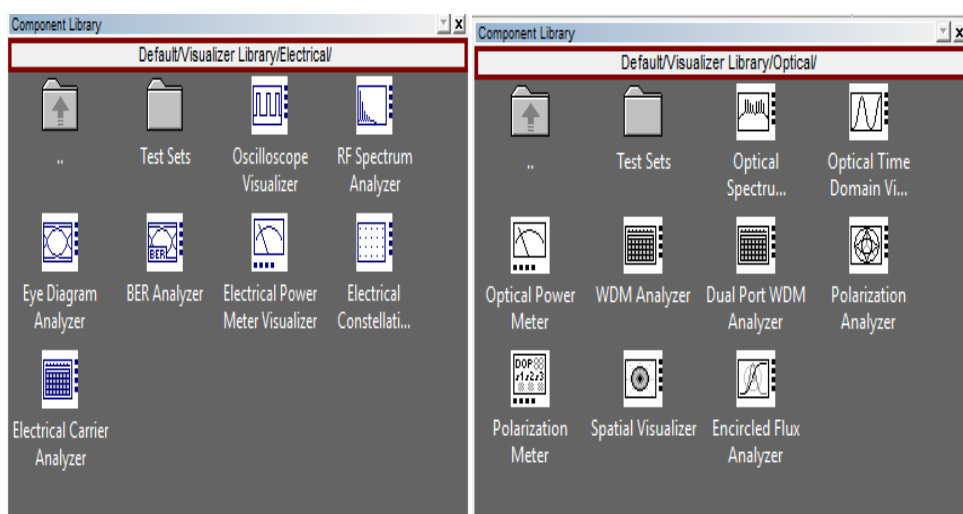 Component Library
Default/Visualizer Library/Electrical/
..
Test Sets
Oscilloscope
Visualizer
RF Spectrum
Analyzer
Eye Diagram
Analyzer
BER
BER Analyzer
Electrical Power
Meter Visualizer
Electrical
Constellati...
Electrical Carrier
Analyzer
Component Library
Default/Visualizer Library/Optical/
..
Test Sets
Optical
Spectru...
Optical Time
Domain Vi...
Optical Power
Meter
WDM Analyzer
Dual Port WDM
Analyzer
Polarization
Analyzer
DOP
s1s2s3
Polarization
Meter
Spatial Visualizer
Encircled Flux
Analyzer